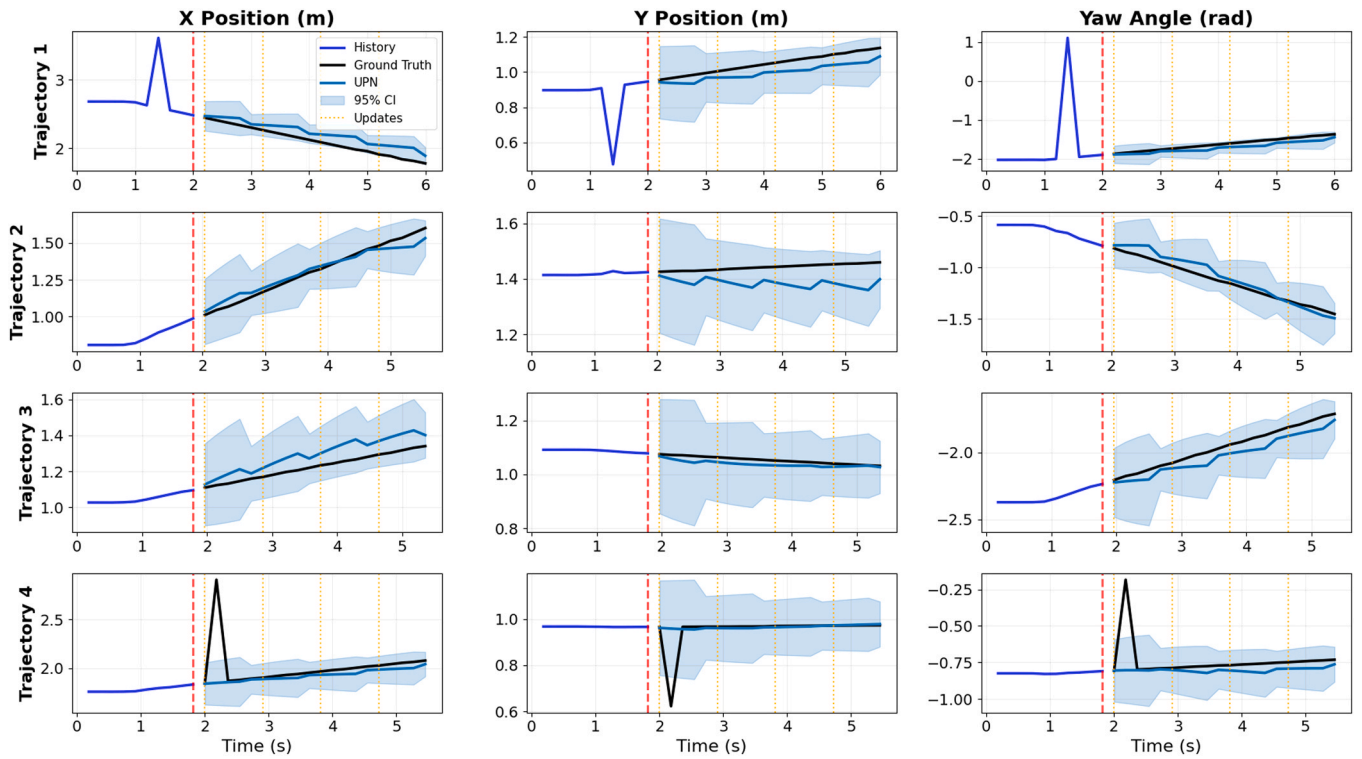 X Position (m) Y Position (m) Yaw Angle (rad)
Trajectory 1
History
Ground Truth
UPN
95% CI
Updates
3
2
0 1 2 3 4 5 6
1.2
1.0
0.8
0.6
0 1 2 3 4 5 6
1
0
−1
−2
0 1 2 3 4 5 6
Trajectory 2
1.50
1.25
1.00
0 1 2 3 4 5
1.6
1.4
1.2
0 1 2 3 4 5
−0.5
−1.0
−1.5
0 1 2 3 4 5
Trajectory 3
1.6
1.4
1.2
1.0
0 1 2 3 4 5
1.2
1.0
0.8
0 1 2 3 4 5
−2.0
−2.5
0 1 2 3 4 5
Trajectory 4
2.5
2.0
0 1 2 3 4 5
1.0
0.8
0.6
0 1 2 3 4 5
−0.25
−0.50
−0.75
−1.00
0 1 2 3 4 5
Time (s) Time (s) Time (s)